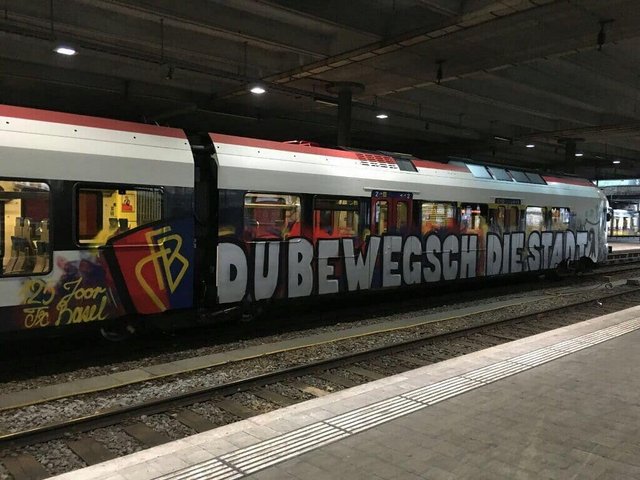 DU BEWEGSCH DIE STADT
FCB
125 Joor
Fc Basel